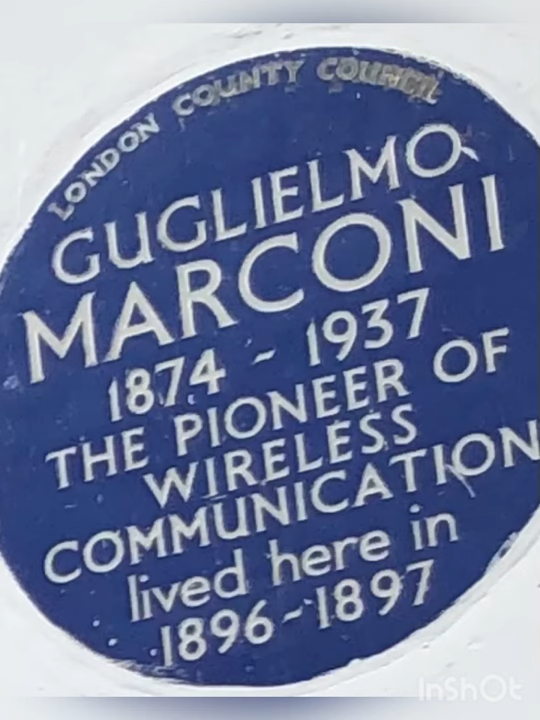 LONDON COUNTY COUNCIL
GUGLIELMO
MARCONI
1874 - 1937
THE PIONEER OF
WIRELESS
COMMUNICATION
lived here in
1896-1897
InShOt